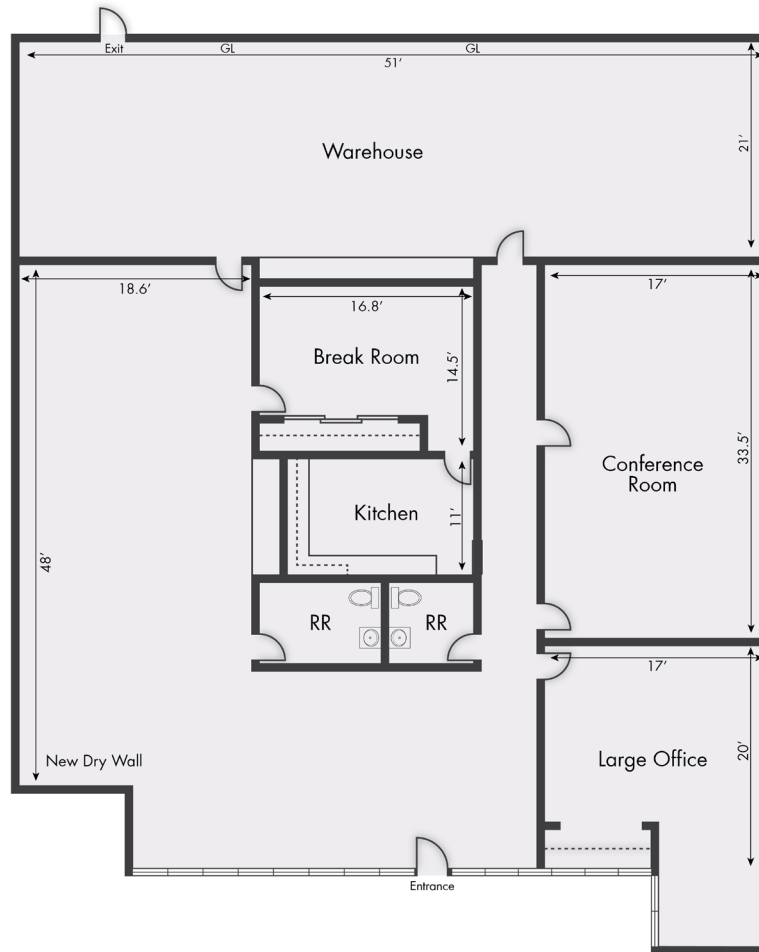 Exit
GL
GL
51′
Warehouse
21′
18.6′
16.8′
17′
Break Room
14.5′
Conference
Room
33.5′
Kitchen
11′
48′
RR
RR
17′
New Dry Wall
Large Office
20′
Entrance